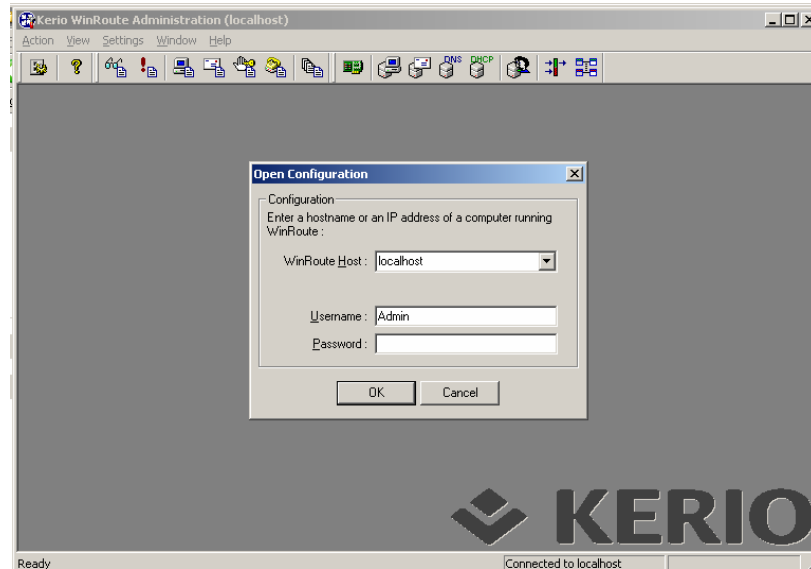 Kerio WinRoute Administration (localhost)
Action View Settings Window Help
DNS DHCP
Open Configuration
Configuration
Enter a hostname or an IP address of a computer running
WinRoute :
WinRoute Host : localhost
Username : Admin
Password :
OK Cancel
KERIO
Ready Connected to localhost